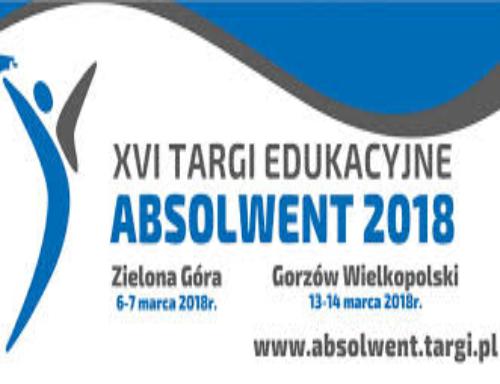 XVI TARGI EDUKACYJNE
ABSOLWENT 2018
Zielona Góra
6-7 marca 2018r.
Gorzów Wielkopolski
13-14 marca 2018r.
www.absolwent.targi.pl